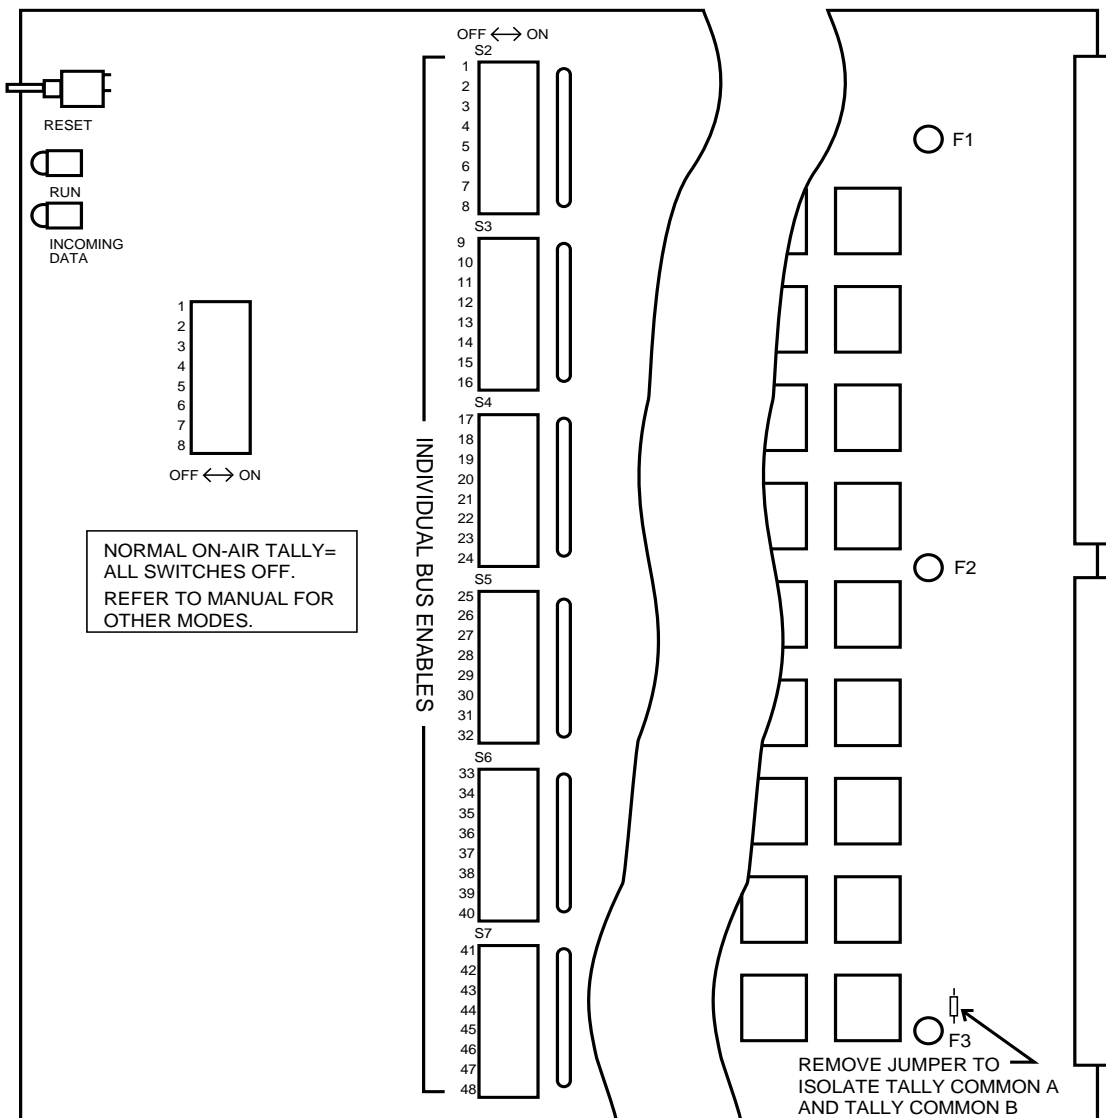 OFF ON
S2
1
2
3
4
5
6
7
8
S3
9
10
11
12
13
14
15
16
S4
17
18
19
20
21
22
23
24
S5
25
26
27
28
29
30
31
32
S6
33
34
35
36
37
38
39
40
S7
41
42
43
44
45
46
47
48
INDIVIDUAL BUS ENABLES
RESET
RUN
INCOMING
DATA
1
2
3
4
5
6
7
8
OFF ON
NORMAL ON-AIR TALLY=
ALL SWITCHES OFF.
REFER TO MANUAL FOR
OTHER MODES.
F1
F2
F3
REMOVE JUMPER TO
ISOLATE TALLY COMMON A
AND TALLY COMMON B